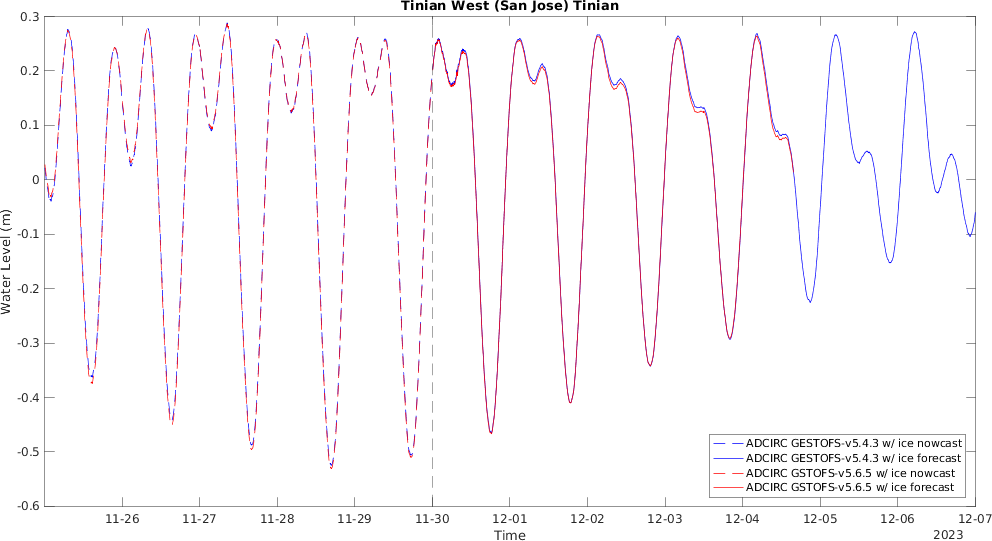 Tinian West (San Jose) Tinian
0.3
0.2
0.1
0
-0.1
-0.2
-0.3
-0.4
-0.5
-0.6
Water Level (m)
ADCIRC GESTOFS-v5.4.3 w/ ice nowcast
ADCIRC GESTOFS-v5.4.3 w/ ice forecast
ADCIRC GSTOFS-v5.6.5 w/ ice nowcast
ADCIRC GSTOFS-v5.6.5 w/ ice forecast
11-26 11-27 11-28 11-29 11-30 12-01 12-02 12-03 12-04 12-05 12-06 12-07
Time
2023